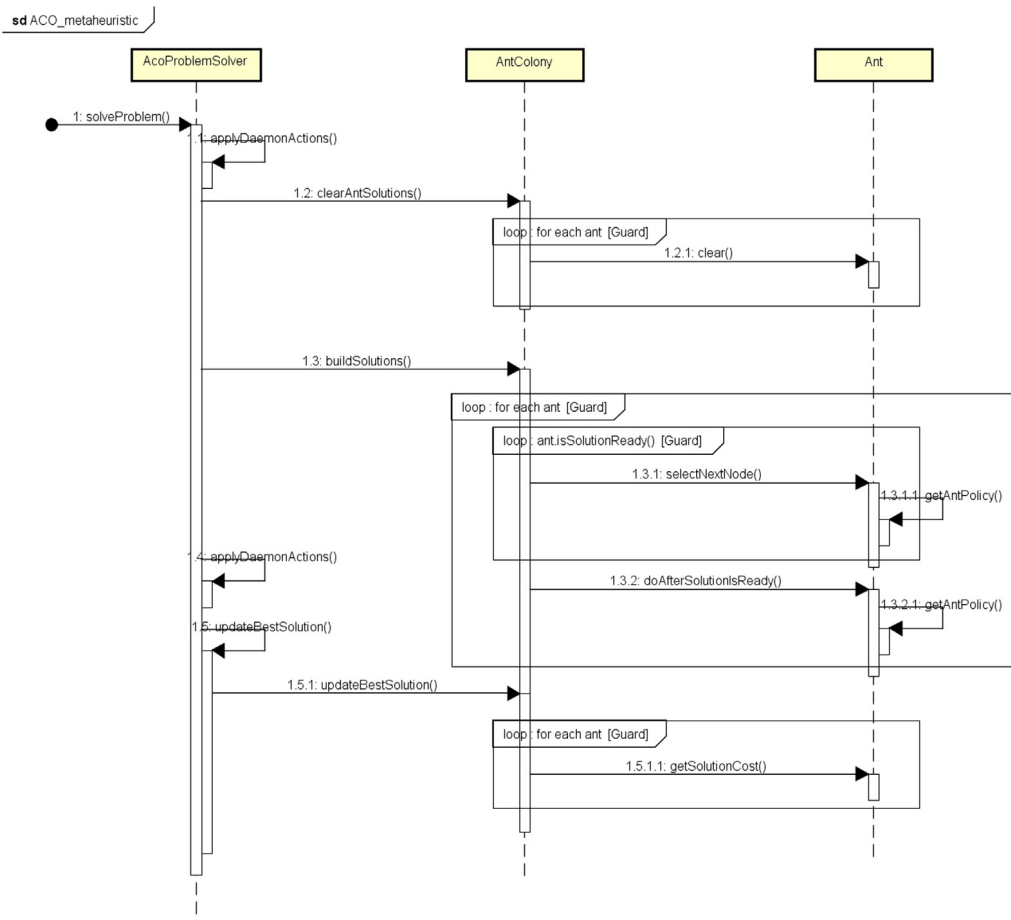 sd ACO_metaheuristic
AcoProblemSolver
AntColony
Ant
1: solveProblem()
1.1: applyDaemonActions()
1.2: clearAntSolutions()
loop : for each ant [Guard]
1.2.1: clear()
1.3: buildSolutions()
loop : for each ant [Guard]
loop : ant.isSolutionReady() [Guard]
1.3.1: selectNextNode()
1.3.1.1: getAntPolicy()
1.4: applyDaemonActions()
1.3.2: doAfterSolutionIsReady()
1.3.2.1: getAntPolicy()
1.5: updateBestSolution()
1.5.1: updateBestSolution()
loop : for each ant [Guard]
1.5.1.1: getSolutionCost()